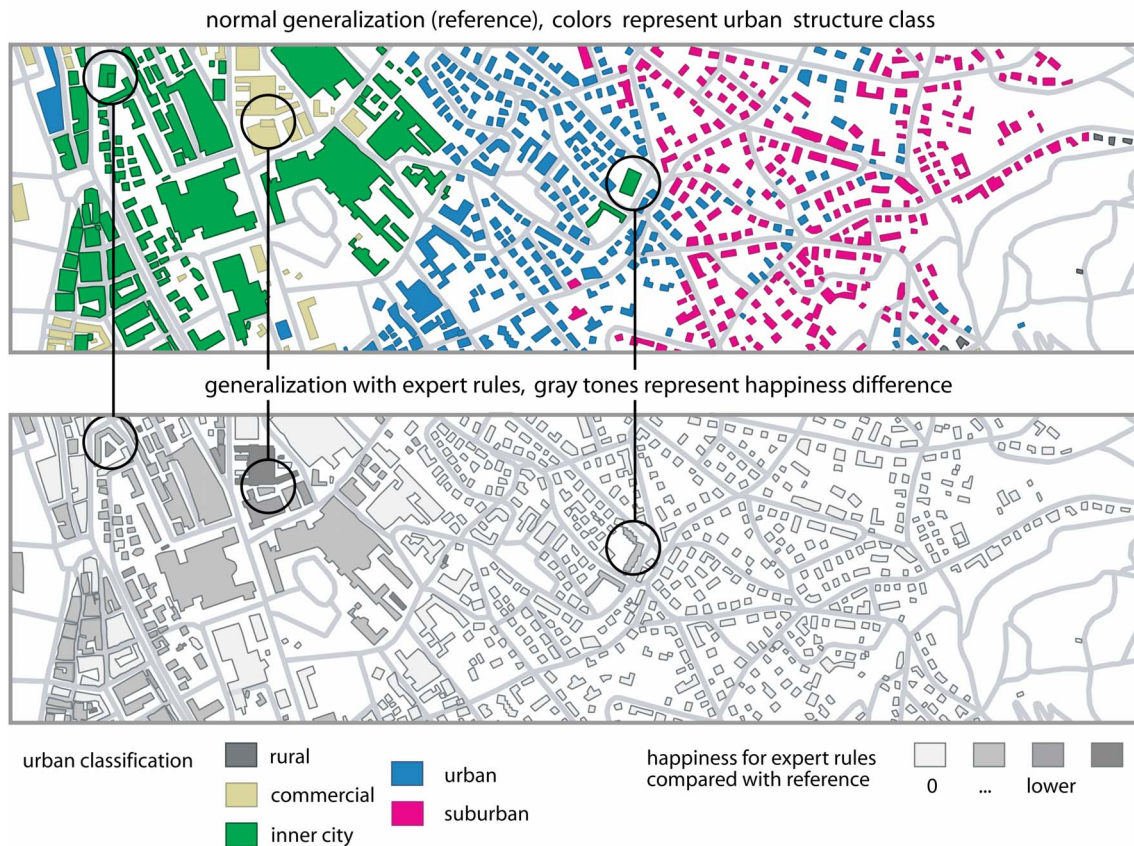 normal generalization (reference), colors represent urban structure class
generalization with expert rules, gray tones represent happiness difference
urban classification
rural
commercial
inner city
urban
suburban
happiness for expert rules
compared with reference
0 ... lower